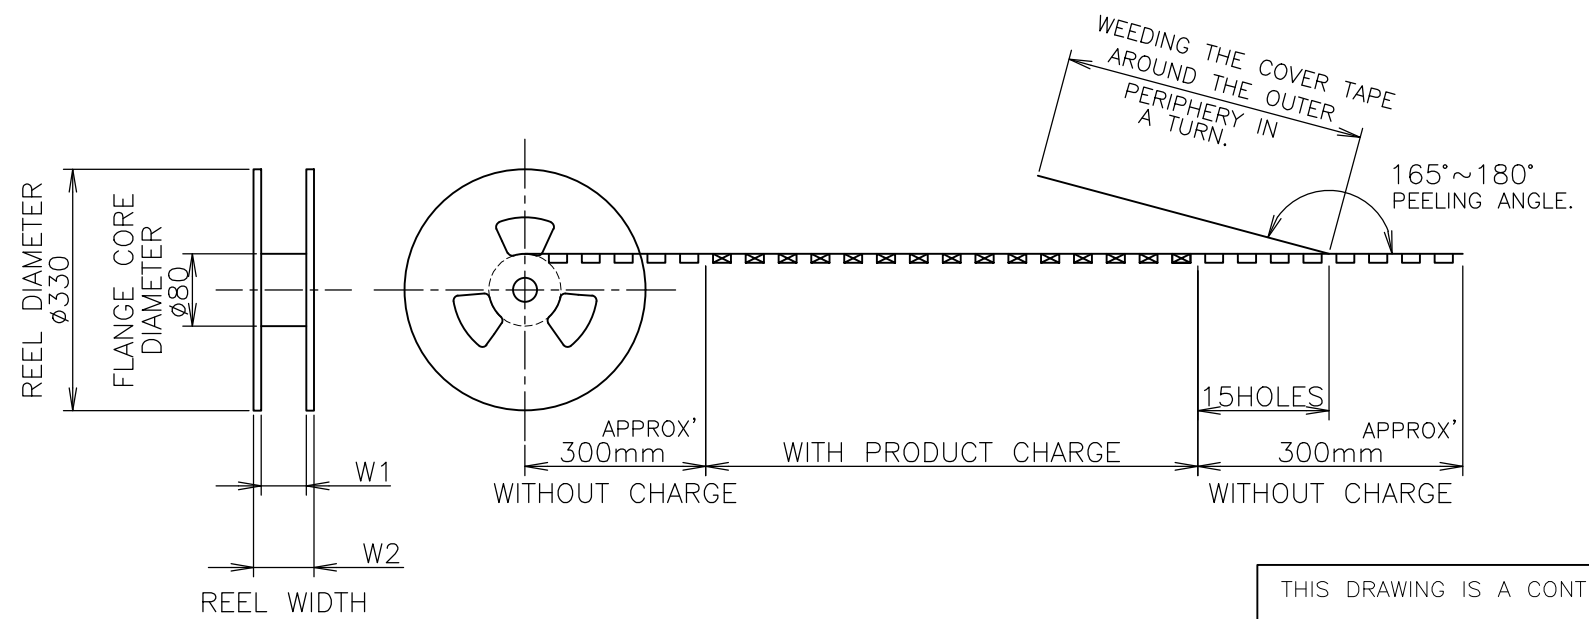 WEEDING THE COVER TAPE
AROUND THE OUTER
PERIPHERY IN
A TURN.
165°~180°
PEELING ANGLE.
REEL DIAMETER
ø330
FLANGE CORE
DIAMETER
ø80
15HOLES
APPROX'
300mm
WITH PRODUCT CHARGE
APPROX'
300mm
WITHOUT CHARGE
WITHOUT CHARGE
W1
W2
REEL WIDTH
THIS DRAWING IS A CONT